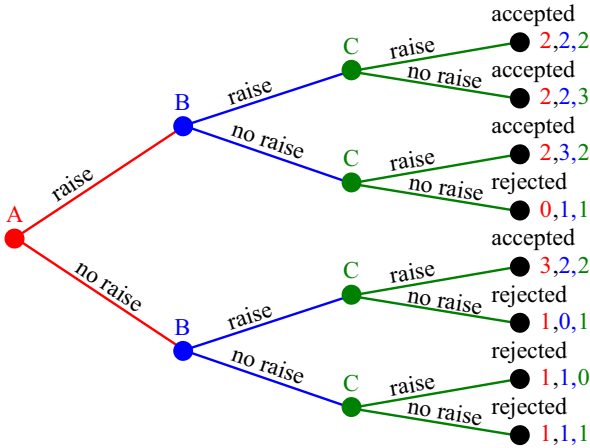 accepted
C
raise
2,2,2
accepted
no raise
2,2,3
B
raise
accepted
no raise
C
raise
2,3,2
rejected
no raise
0,1,1
A
raise
accepted
no raise
C
raise
3,2,2
rejected
no raise
1,0,1
B
raise
rejected
no raise
C
raise
1,1,0
rejected
no raise
1,1,1